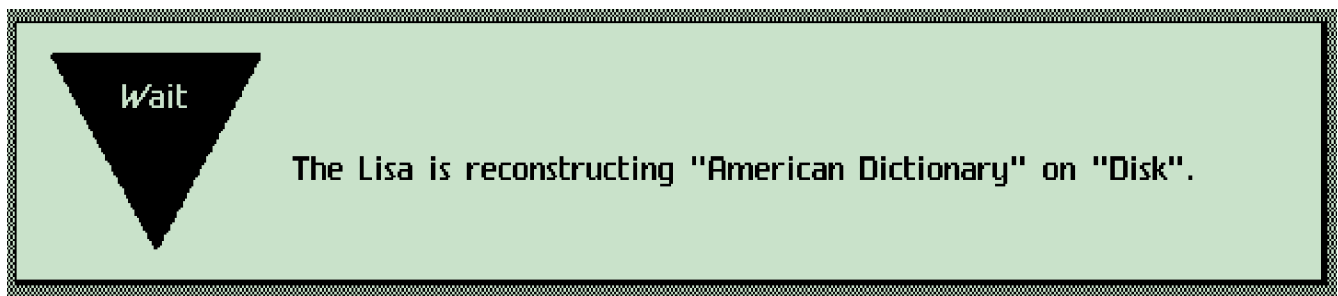 Wait
The Lisa is reconstructing "American Dictionary" on "Disk".